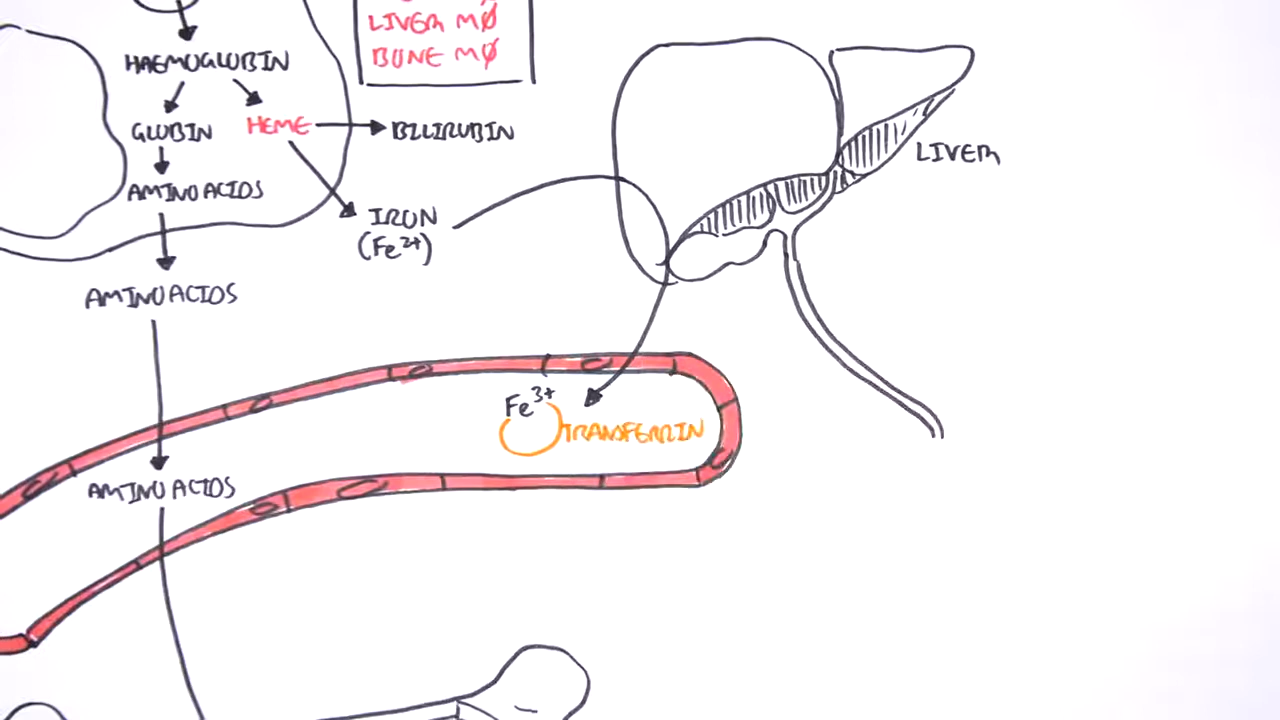 LIVER MØ
BONE MØ
HAEMOGLOBIN
GLOBIN
HEME
BILIRUBIN
AMINO ACIDS
IRON
(Fe²⁺)
LIVER
AMINO ACIDS
Fe³⁺
TRANSFERRIN
AMINO ACIDS